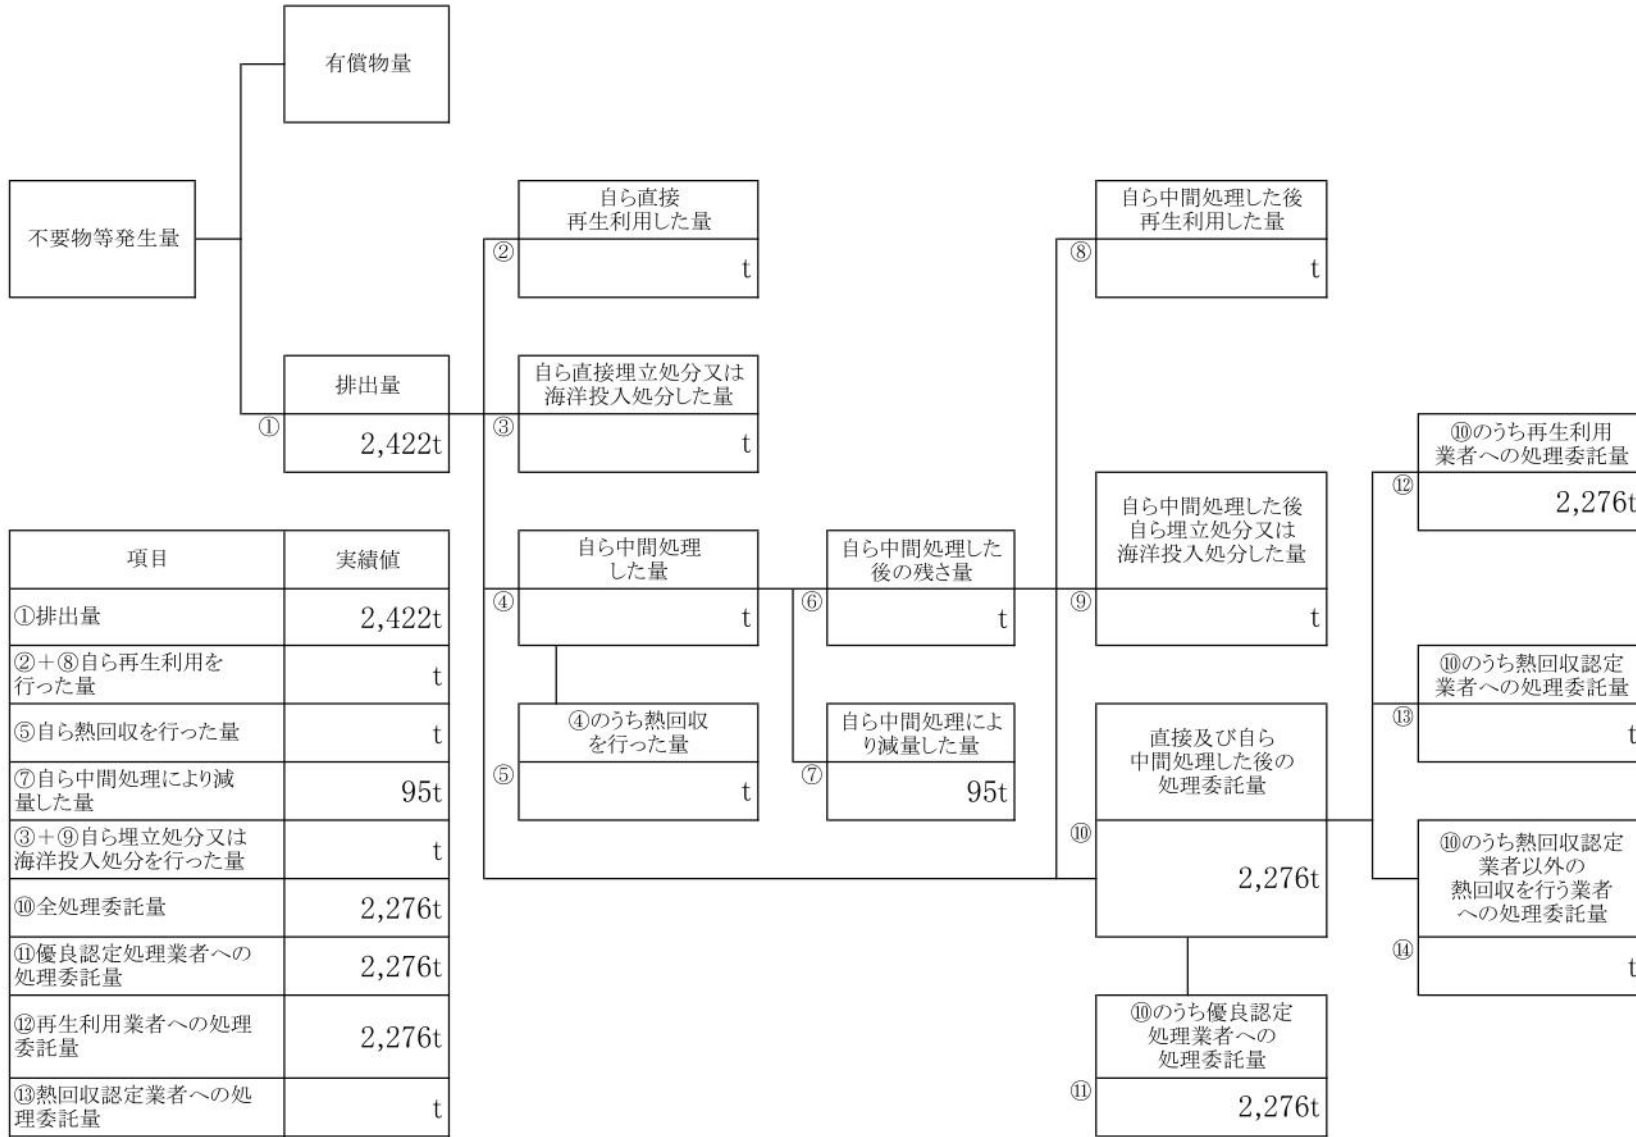 有償物量
不要物等発生量
自ら直接
再生利用した量
②
t
自ら中間処理した後
再生利用した量
⑧
t
排出量
①
2,422t
自ら直接埋立処分又は
海洋投入処分した量
③
t
⑩のうち再生利用
業者への処理委託量
⑫
2,276t
自ら中間処理した後
自ら埋立処分又は
海洋投入処分した量
⑨
t
自ら中間処理
した量
④
t
自ら中間処理した
後の残さ量
⑥
t
⑩のうち熱回収認定
業者への処理委託量
⑬
t
④のうち熱回収
を行った量
⑤
t
自ら中間処理によ
り減量した量
⑦
95t
直接及び自ら
中間処理した後の
処理委託量
⑩
2,276t
⑩のうち熱回収認定
業者以外の
熱回収を行う業者
への処理委託量
⑭
t
⑩のうち優良認定
処理業者への
処理委託量
⑪
2,276t
項目 実績値
①排出量 2,422t
②+⑧自ら再生利用を
行った量 t
⑤自ら熱回収を行った量 t
⑦自ら中間処理により減
量した量 95t
③+⑨自ら埋立処分又は
海洋投入処分を行った量 t
⑩全処理委託量 2,276t
⑪優良認定処理業者への
処理委託量 2,276t
⑫再生利用業者への処理
委託量 2,276t
⑬熱回収認定業者への処
理委託量 t